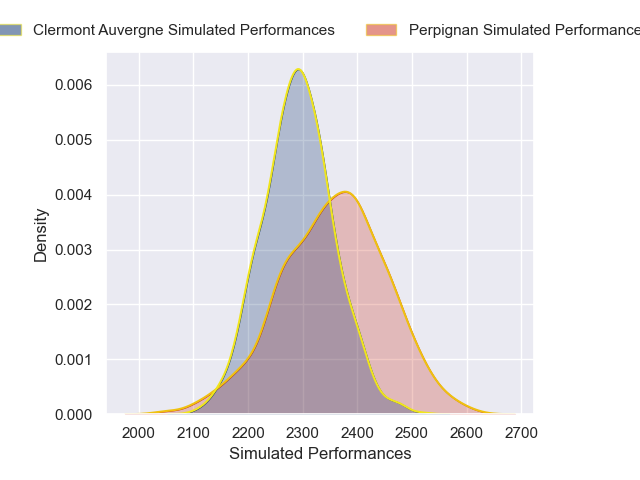 Clermont Auvergne Simulated Performances
Perpignan Simulated Performance
0.006
0.005
0.004
0.003
0.002
0.001
0.000
Density
2000 2100 2200 2300 2400 2500 2600 2700
Simulated Performances